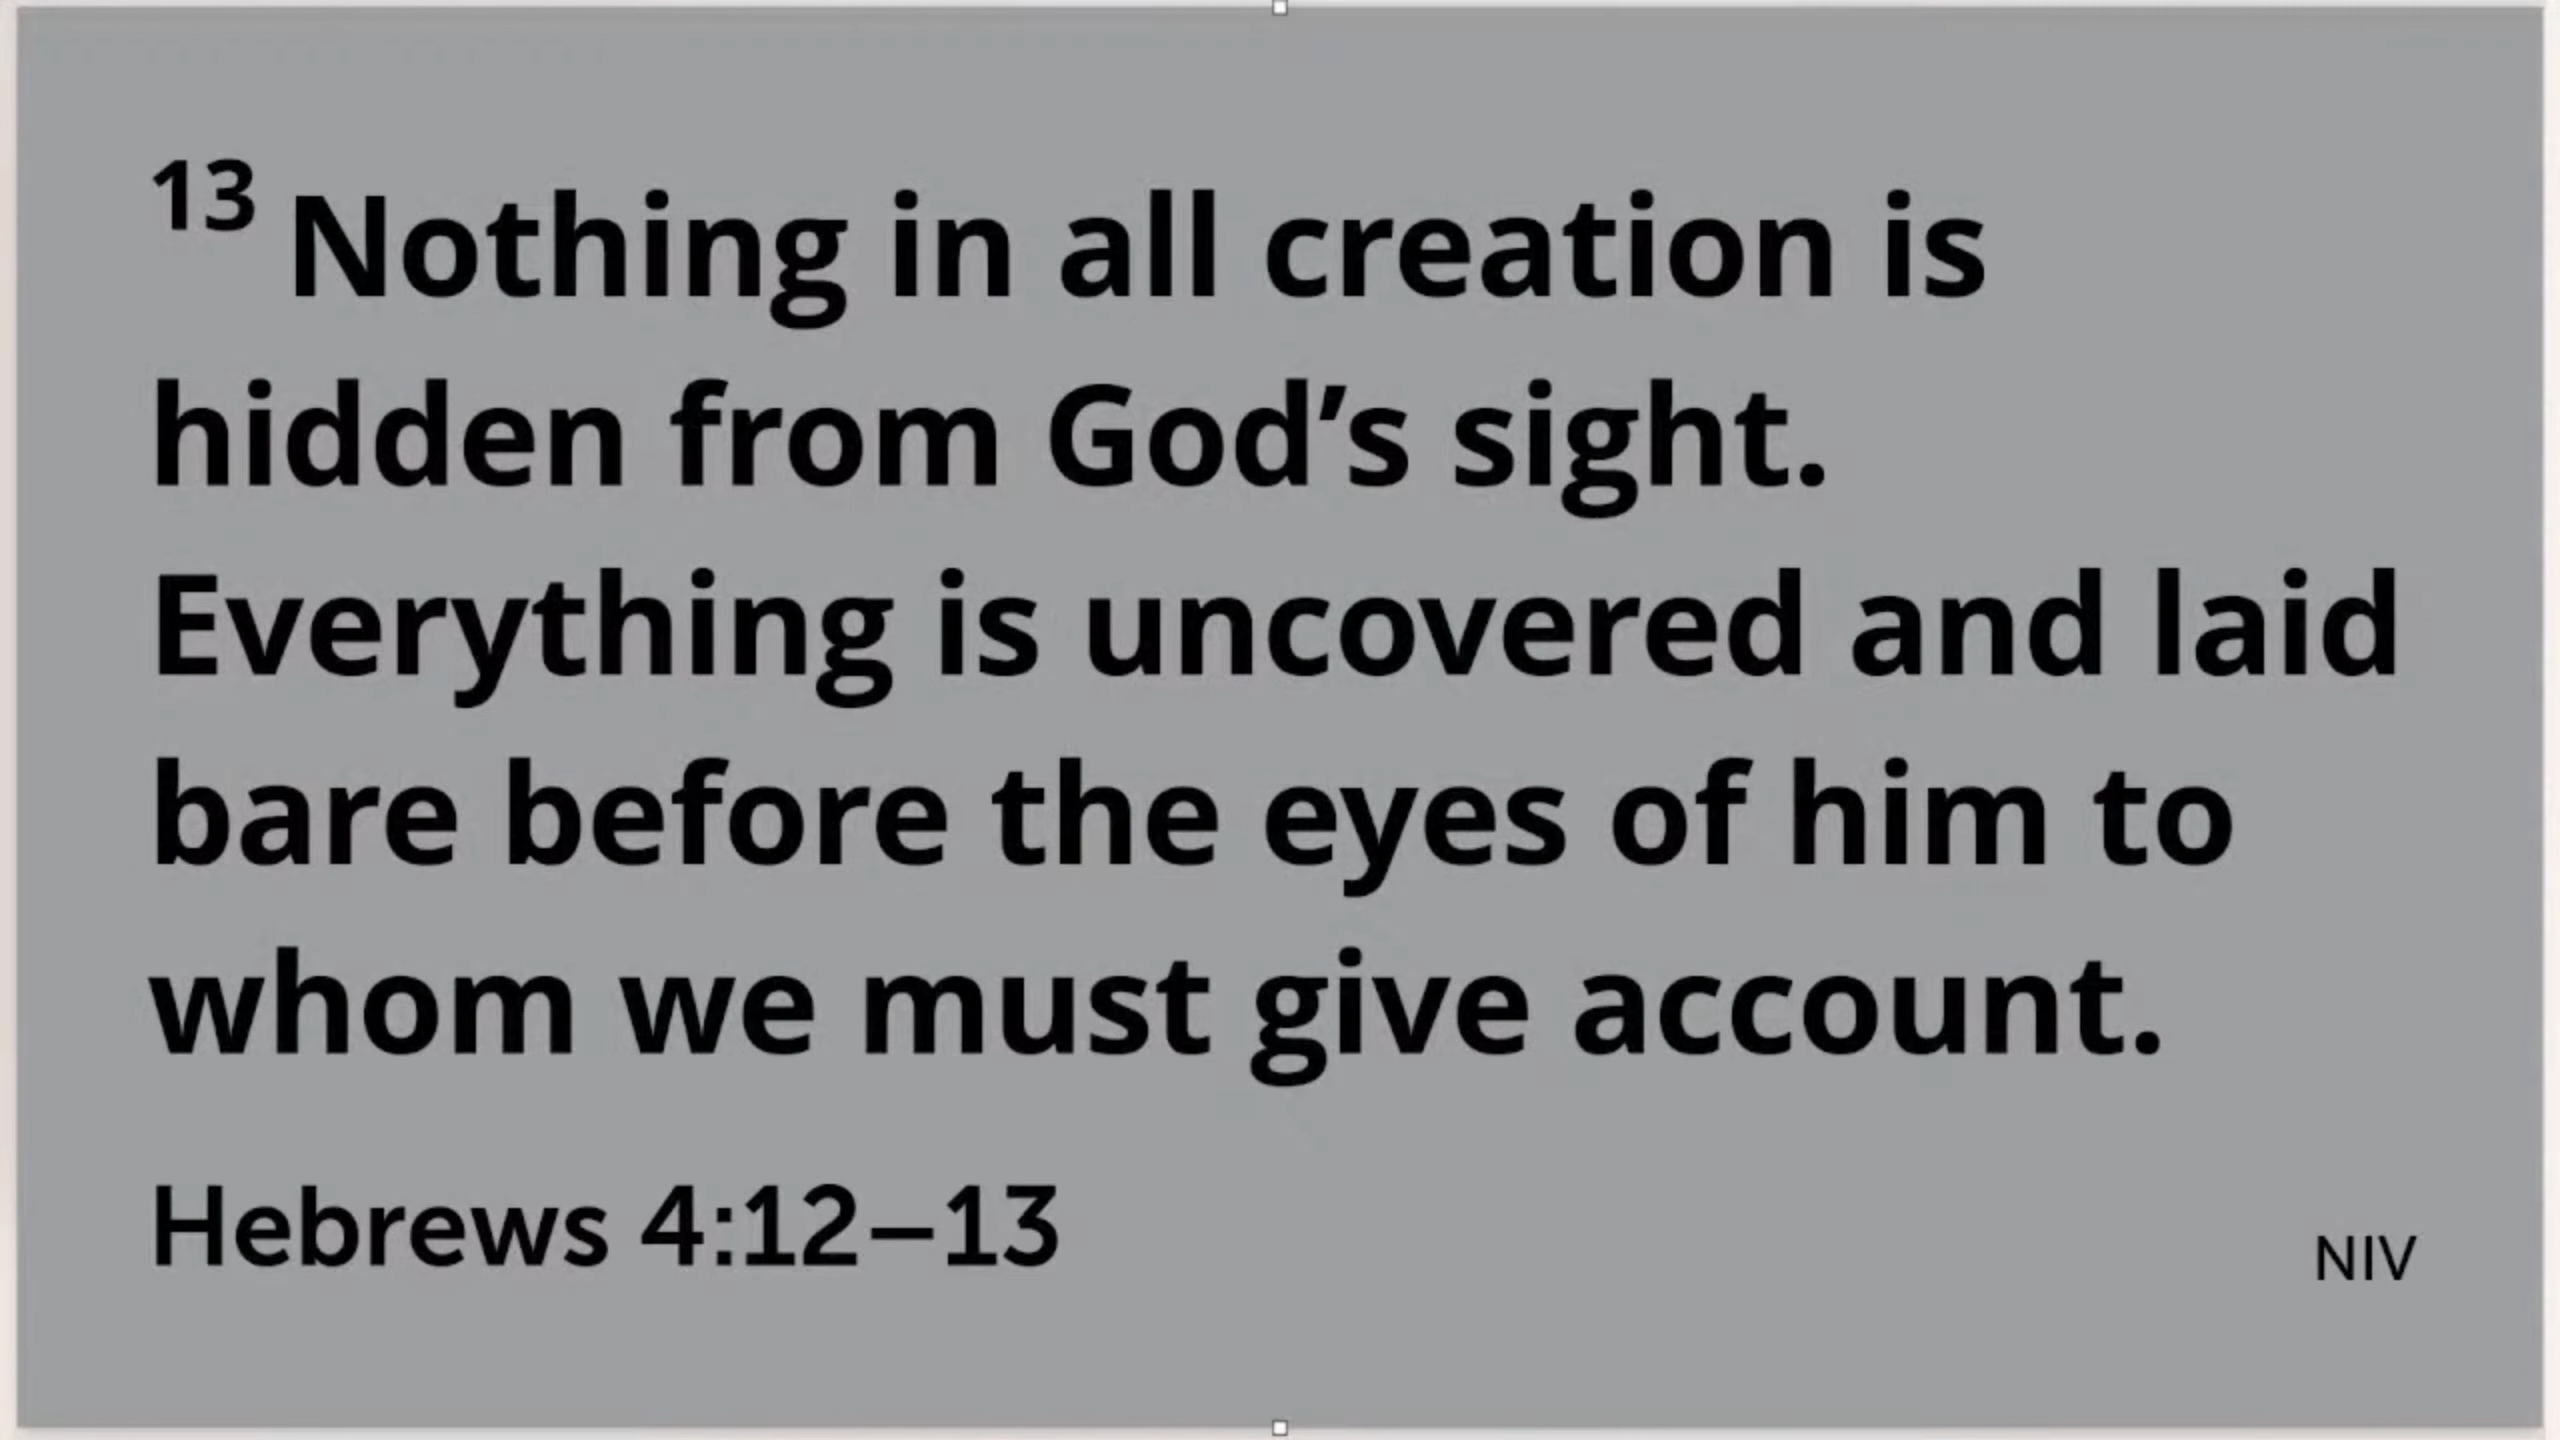 13 Nothing in all creation is
hidden from God’s sight.
Everything is uncovered and laid
bare before the eyes of him to
whom we must give account.
Hebrews 4:12–13
NIV